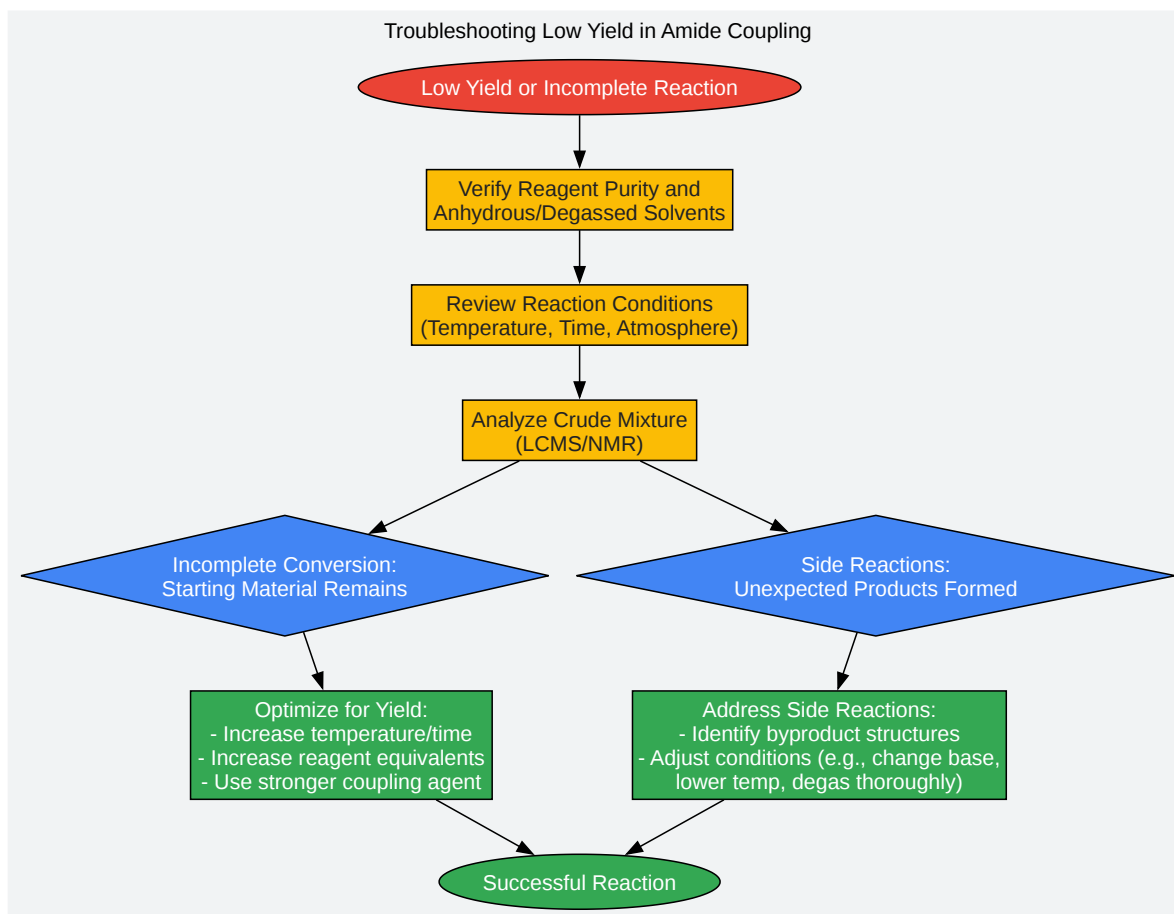 Troubleshooting Low Yield in Amide Coupling
Low Yield or Incomplete Reaction
Verify Reagent Purity and
Anhydrous/Degassed Solvents
Review Reaction Conditions
(Temperature, Time, Atmosphere)
Analyze Crude Mixture
(LCMS/NMR)
Incomplete Conversion:
Starting Material Remains
Side Reactions:
Unexpected Products Formed
Optimize for Yield:
- Increase temperature/time
- Increase reagent equivalents
- Use stronger coupling agent
Address Side Reactions:
- Identify byproduct structures
- Adjust conditions (e.g., change base,
lower temp, degas thoroughly)
Successful Reaction